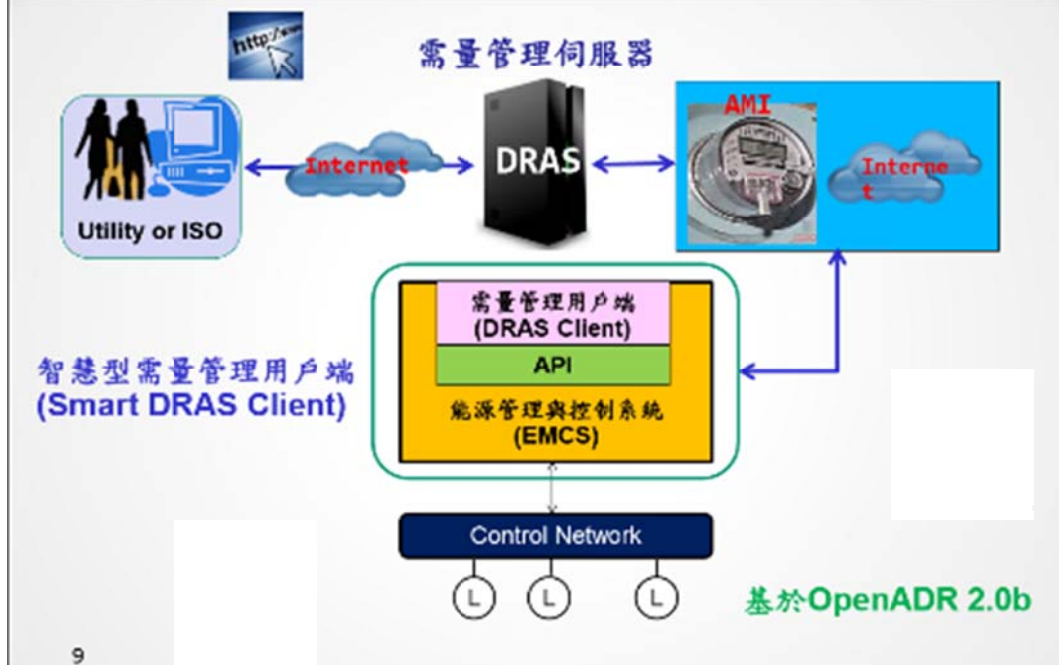 http://www
需量管理伺服器
AMI
Internet
DRAS
Interne
t
Utility or ISO
需量管理用戶端
(DRAS Client)
API
智慧型需量管理用戶端
(Smart DRAS Client)
能源管理與控制系統
(EMCS)
Control Network
L
L
L
基於OpenADR 2.0b
9